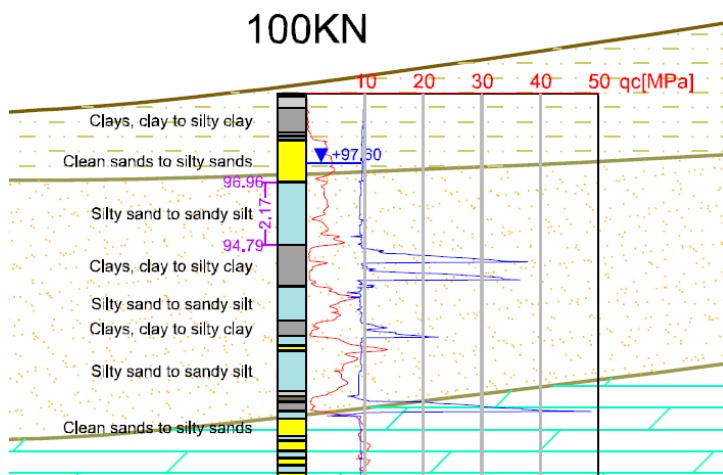 100KN
10 20 30 40 50 qc[MPa]
Clays, clay to silty clay
+97.60
Clean sands to silty sands
96.96
Silty sand to sandy silt
2.17
94.79
Clays, clay to silty clay
Silty sand to sandy silt
Clays, clay to silty clay
Silty sand to sandy silt
Clean sands to silty sands